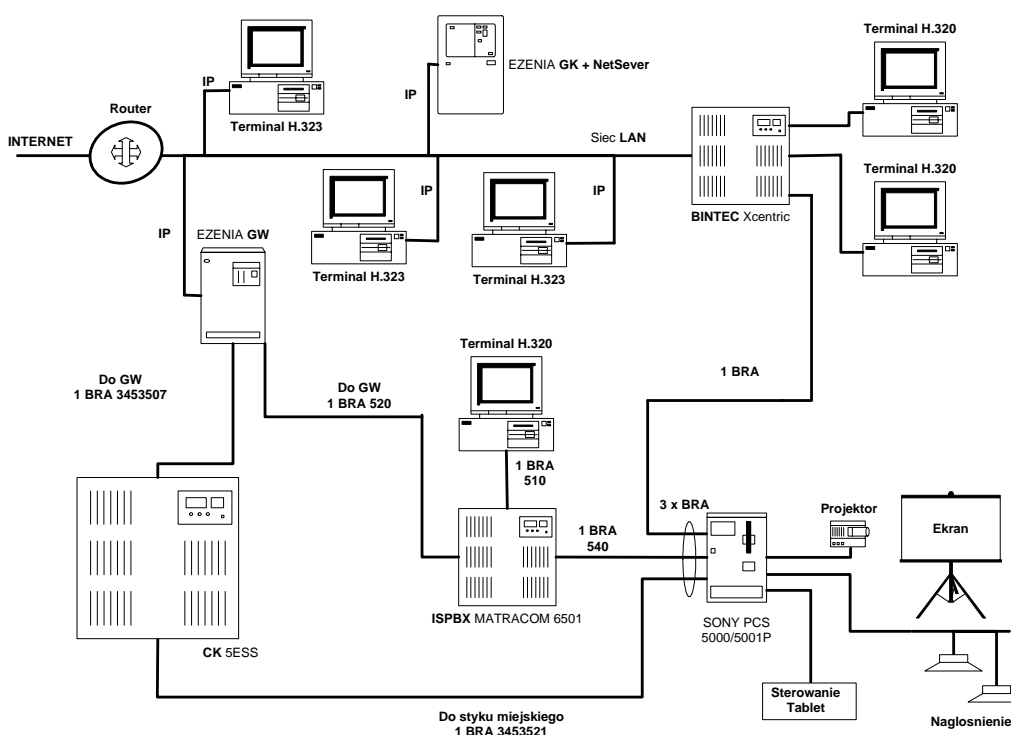 Terminal H.320
EZENIA GK + NetSever
IP
IP
Router
Terminal H.323
INTERNET
Siec LAN
Terminal H.320
IP
IP
BINTEC Xcentric
IP
EZENIA GW
Terminal H.323
Terminal H.323
Terminal H.320
Do GW
1 BRA 3453507
Do GW
1 BRA 520
1 BRA
1 BRA
510
3 x BRA
Projektor
1 BRA
540
Ekran
ISPBX MATRACOM 6501
SONY PCS
5000/5001P
CK 5ESS
Sterowanie
Tablet
Do styku miejskiego
1 BRA 3453521
Naglosnienie